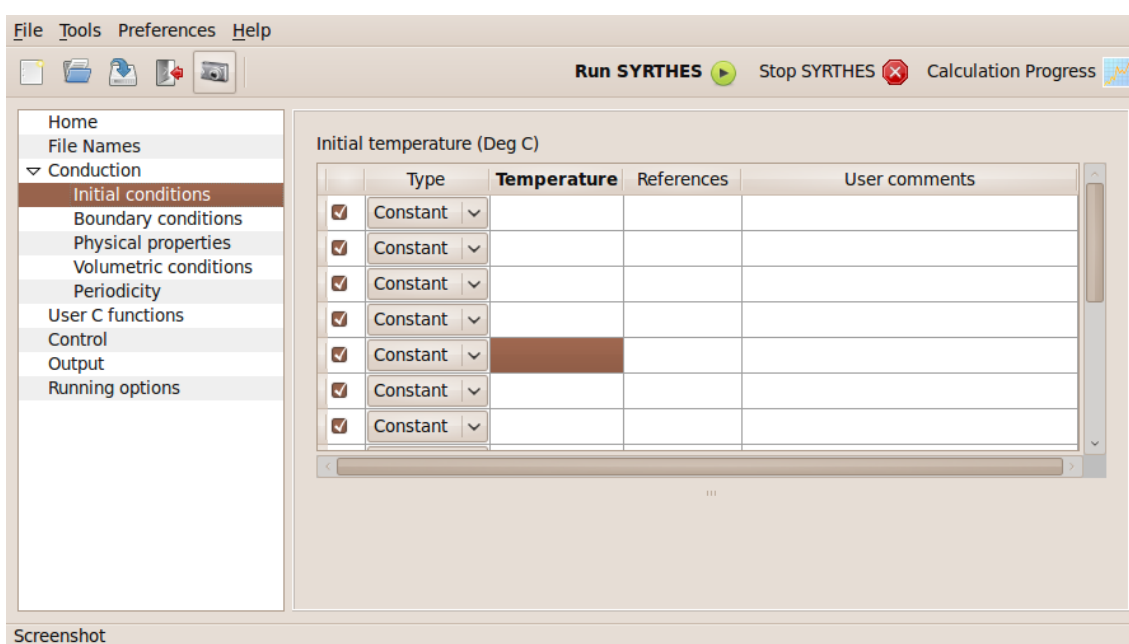 File Tools Preferences Help
Run SYRTHES Stop SYRTHES Calculation Progress
Home
File Names
Conduction
Initial conditions
Boundary conditions
Physical properties
Volumetric conditions
Periodicity
User C functions
Control
Output
Running options
Initial temperature (Deg C)
Type Temperature References User comments
Constant
Constant
Constant
Constant
Constant
Constant
Constant
Screenshot